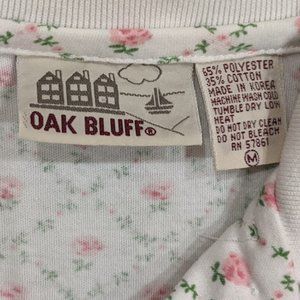 OAK BLUFF®
65% POLYESTER
35% COTTON
MADE IN KOREA
MACHINE WASH COLD
TUMBLE DRY LOW
HEAT
DO NOT DRY CLEAN
DO NOT BLEACH
RN 57861
M